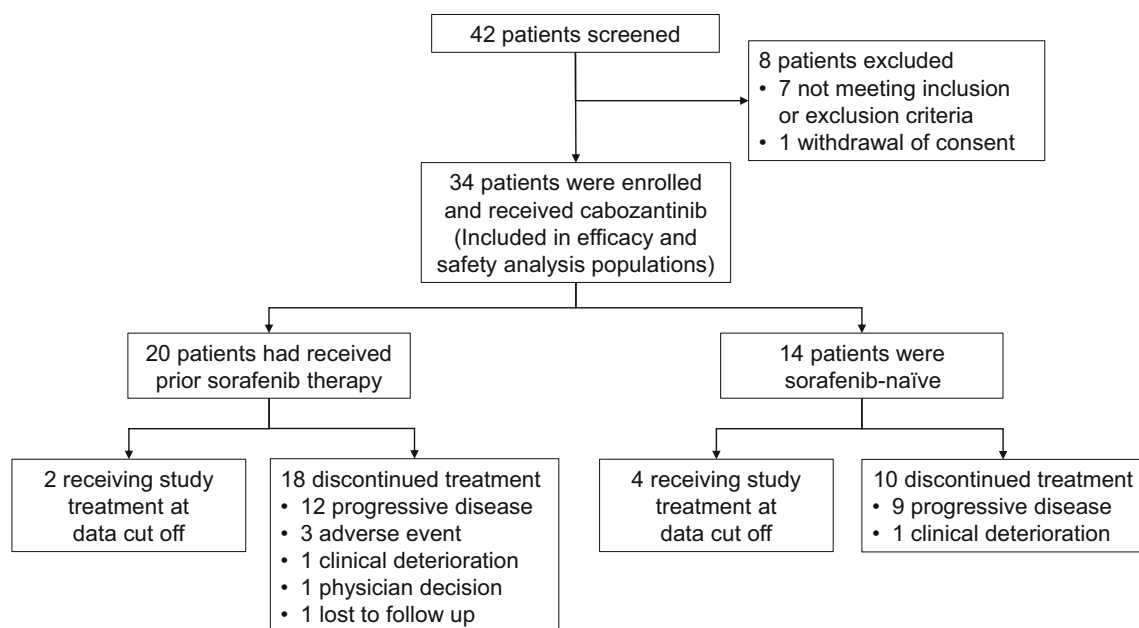 42 patients screened
8 patients excluded
• 7 not meeting inclusion
or exclusion criteria
• 1 withdrawal of consent
34 patients were enrolled
and received cabozantinib
(Included in efficacy and
safety analysis populations)
20 patients had received
prior sorafenib therapy
14 patients were
sorafenib-naïve
2 receiving study
treatment at
data cut off
18 discontinued treatment
• 12 progressive disease
• 3 adverse event
• 1 clinical deterioration
• 1 physician decision
• 1 lost to follow up
4 receiving study
treatment at
data cut off
10 discontinued treatment
• 9 progressive disease
• 1 clinical deterioration